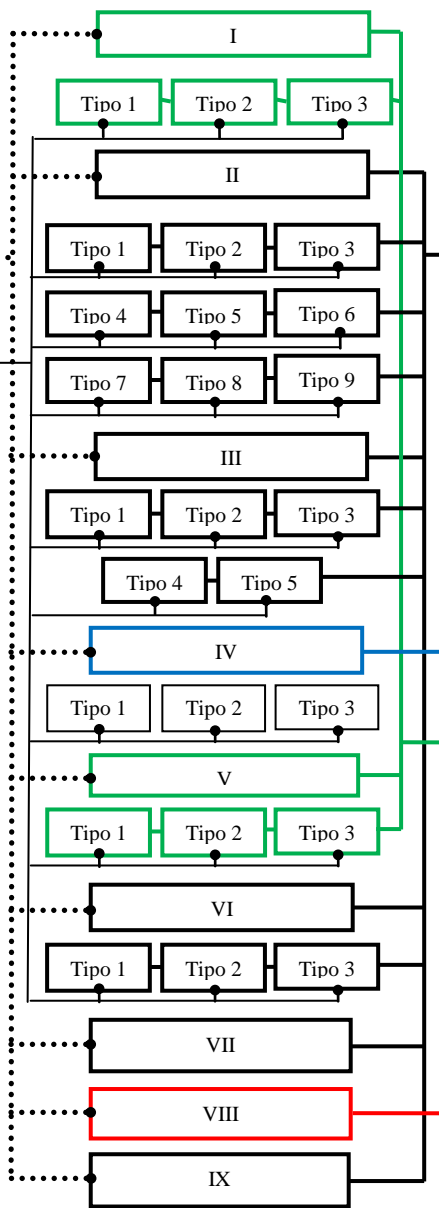 I
Tipo 1 Tipo 2 Tipo 3
II
Tipo 1 Tipo 2 Tipo 3
Tipo 4 Tipo 5 Tipo 6
Tipo 7 Tipo 8 Tipo 9
III
Tipo 1 Tipo 2 Tipo 3
Tipo 4 Tipo 5
IV
Tipo 1 Tipo 2 Tipo 3
V
Tipo 1 Tipo 2 Tipo 3
VI
Tipo 1 Tipo 2 Tipo 3
VII
VIII
IX